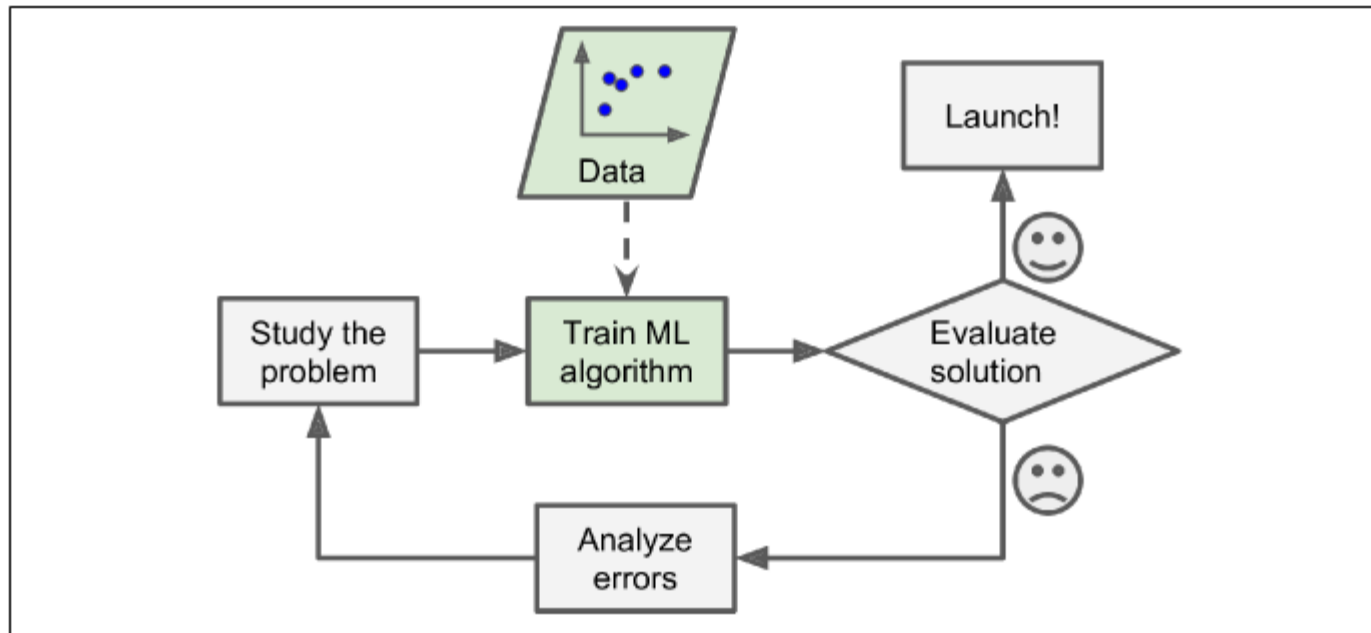 Data
Launch!
Study the
problem
Train ML
algorithm
Evaluate
solution
Analyze
errors